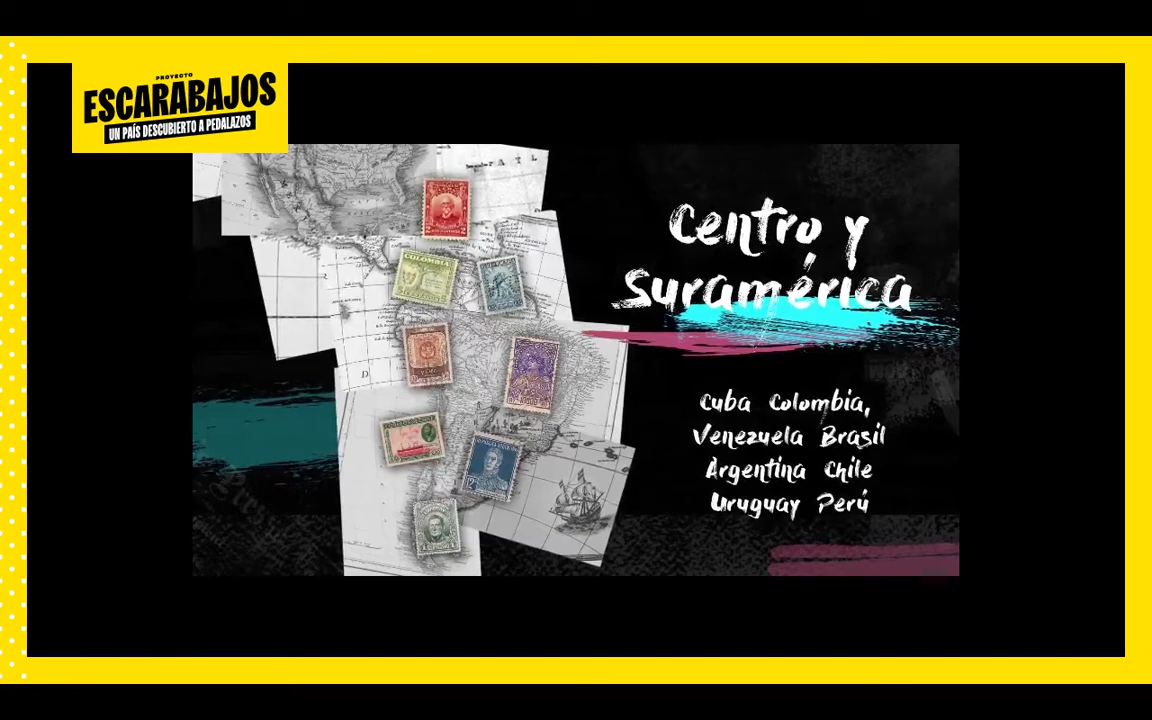 PROYECTO
ESCARABAJOS
UN PAÍS DESCUBIERTO A PEDALAZOS
COLOMBIA
Centro y
Suramérica
Cuba Colombia,
Venezuela Brasil
Argentina Chile
Uruguay Perú